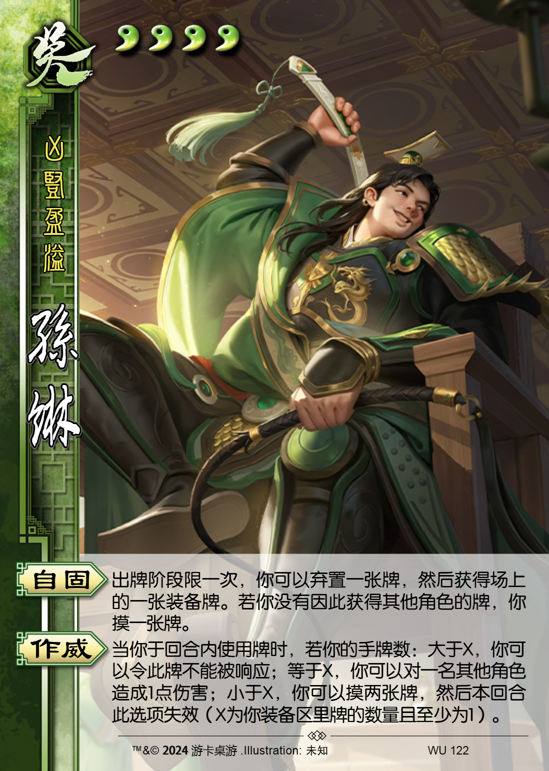 吴
凶竖盈溢
孫綝
自固
出牌阶段限一次，你可以弃置一张牌，然后获得场上
的一张装备牌。若你没有因此获得其他角色的牌，你
摸一张牌。
作威
当你于回合内使用牌时，若你的手牌数：大于X，你可
以令此牌不能被响应；等于X，你可以对一名其他角色
造成1点伤害；小于X，你可以摸两张牌，然后本回合
此选项失效（X为你装备区里牌的数量且至少为1）。
™&© 2024 游卡桌游 .Illustration: 未知
WU 122